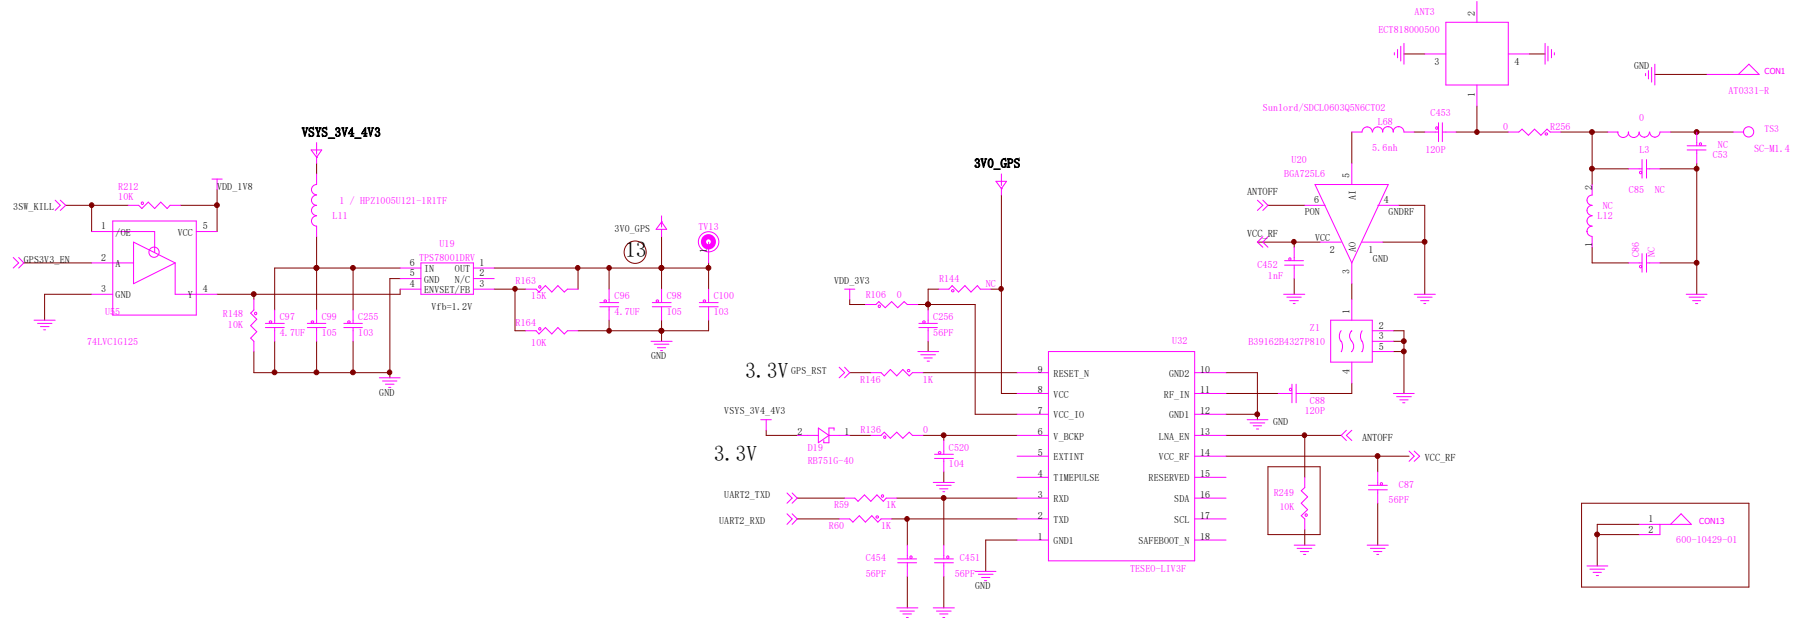 VSYS_3V4_4V3
R212
10K
VDD_1V8
3SW_KILL
1
/OE
VCC
5
GPS3V3_EN
2
A
3
GND
Y
4
U35
74LVC1G125
1 / HPZ1005U121-1R1TF
L11
R148
10K
C97
4.7UF
C99
105
C255
103
GND
U19
TPS78001DRV
6
IN
OUT
1
5
GND
N/C
2
4
ENVSET/FB
3
Vfb=1.2V
R163
15K
R164
10K
3V0_GPS
13
TV13
1
C96
4.7UF
C98
105
C100
103
GND
3V0_GPS
VDD_3V3
R106
0
R144
NC
C256
56PF
3.3V
GPS_RST
R146
1K
VSYS_3V4_4V3
2
D19
1
RB751G-40
R136
0
3.3V
C520
104
UART2_TXD
R59
1K
UART2_RXD
R60
1K
C454
56PF
C451
56PF
GND
U32
9
RESET_N
8
VCC
7
VCC_IO
6
V_BCKP
5
EXTINT
4
TIMEPULSE
3
RXD
2
TXD
1
GND1
GND2
10
RF_IN
11
GND1
12
LNA_EN
13
VCC_RF
14
RESERVED
15
SDA
16
SCL
17
SAFEBOOT_N
18
TESEO-LIV3F
GND
C88
120P
ANTOFF
VCC_RF
R249
10K
C87
56PF
Z1
B39162B4327P810
1
2
3
5
4
U20
BGA725L6
ANTOFF
6
PON
5
AI
4
GNDRF
VCC_RF
VCC
2
AO
1
GND
3
C452
1nF
Sunlord/SDCL0603Q5N6CT02
L68
5.6nh
C453
120P
ANT3
ECT818000500
2
3
4
1
0
R256
0
L3
C85
NC
2
NC
L12
1
C86
NC
NC
C53
TS3
SC-M1.4
GND
CON1
AT0331-R
1
2
CON13
600-10429-01